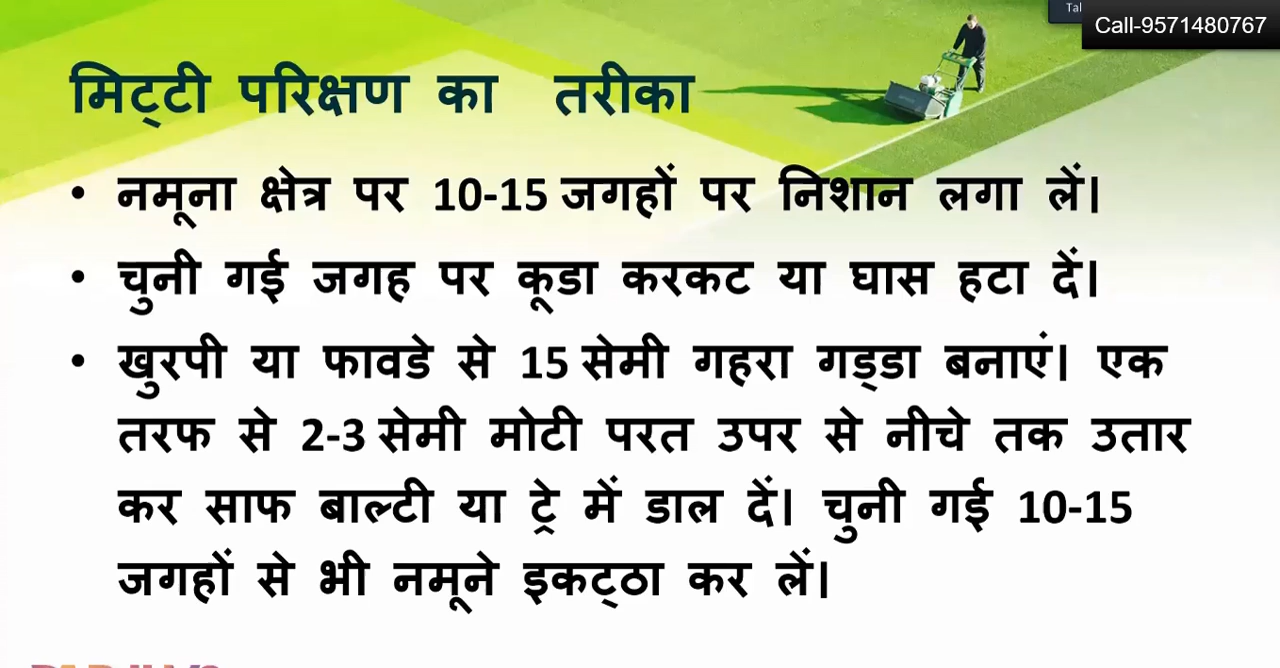 Call-9571480767
मिट्टी परिक्षण का तरीका
• नमूना क्षेत्र पर 10-15 जगहों पर निशान लगा लें।
• चुनी गई जगह पर कूडा करकट या घास हटा दें।
• खुरपी या फावडे से 15 सेमी गहरा गड्डा बनाएं। एक
तरफ से 2-3 सेमी मोटी परत उपर से नीचे तक उतार
कर साफ बाल्टी या ट्रे में डाल दें। चुनी गई 10-15
जगहों से भी नमूने इकट्ठा कर लें।